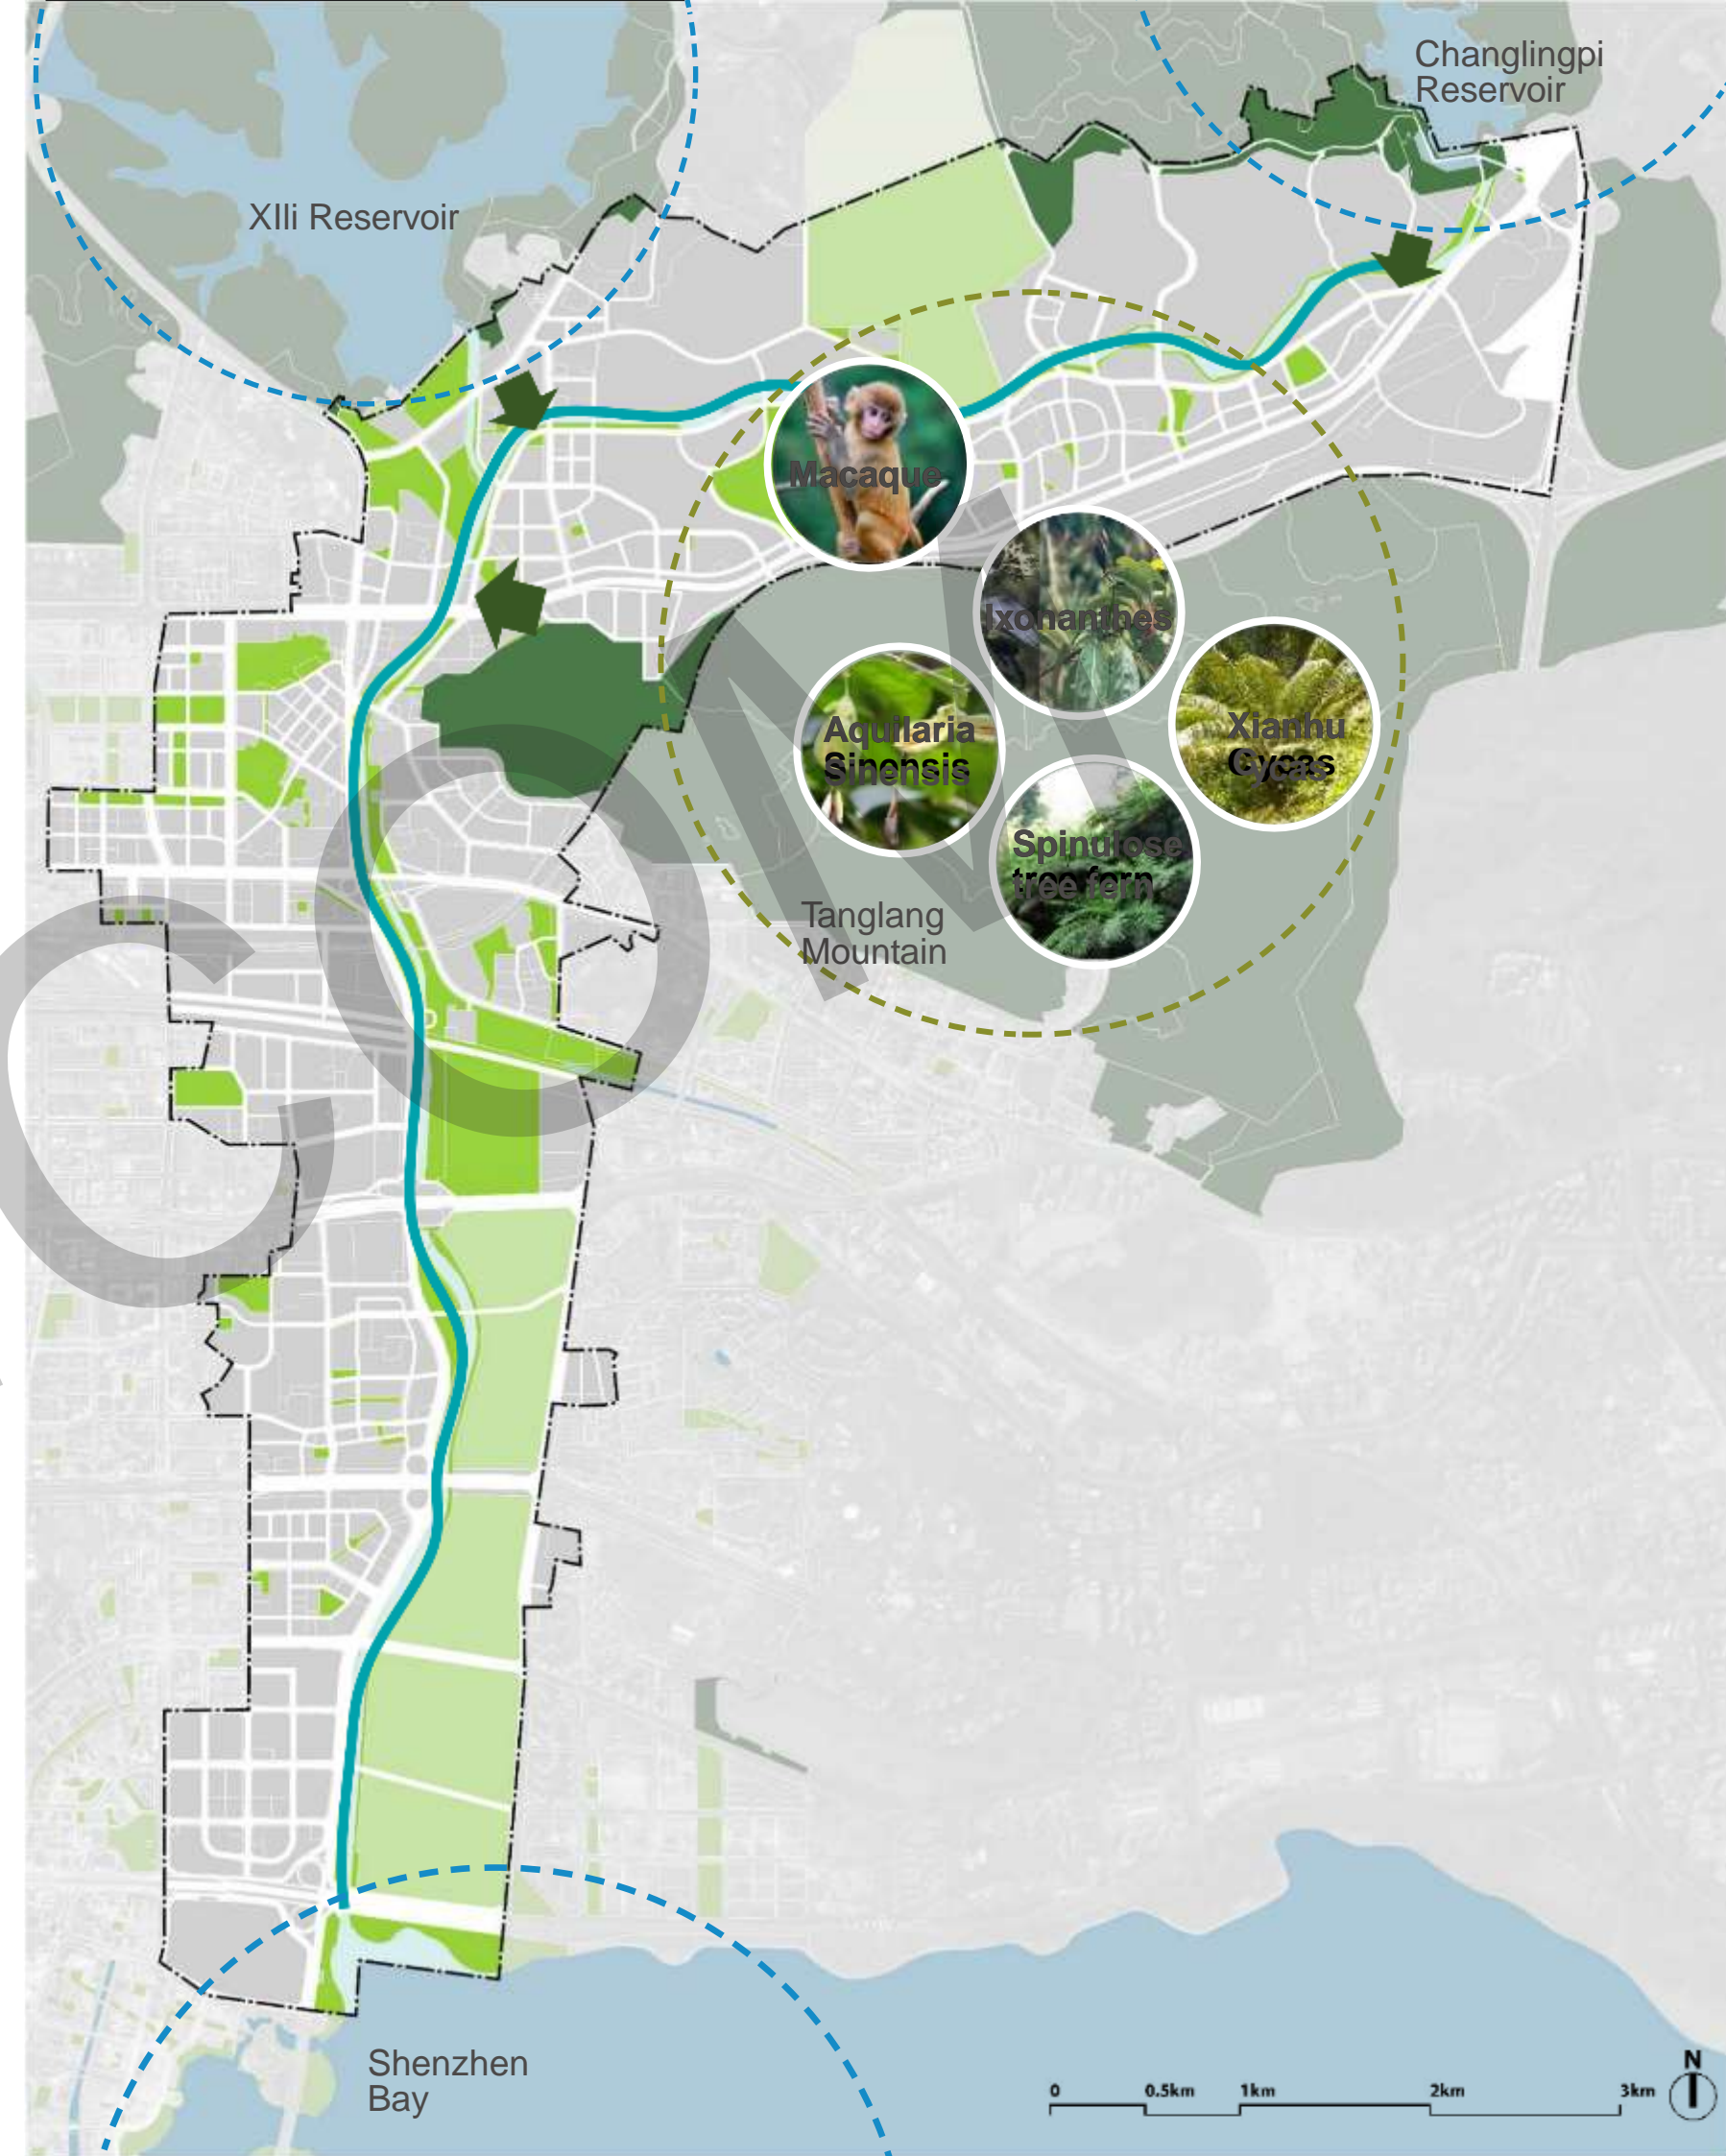 Changlingpi
Reservoir
XIli Reservoir
Macaque
Ixonanthes
Xianhu
Cycas
Aquilaria
Sinensis
Spinulose
tree fern
Tanglang
Mountain
Shenzhen
Bay
0 0.5km 1km 2km 3km
N